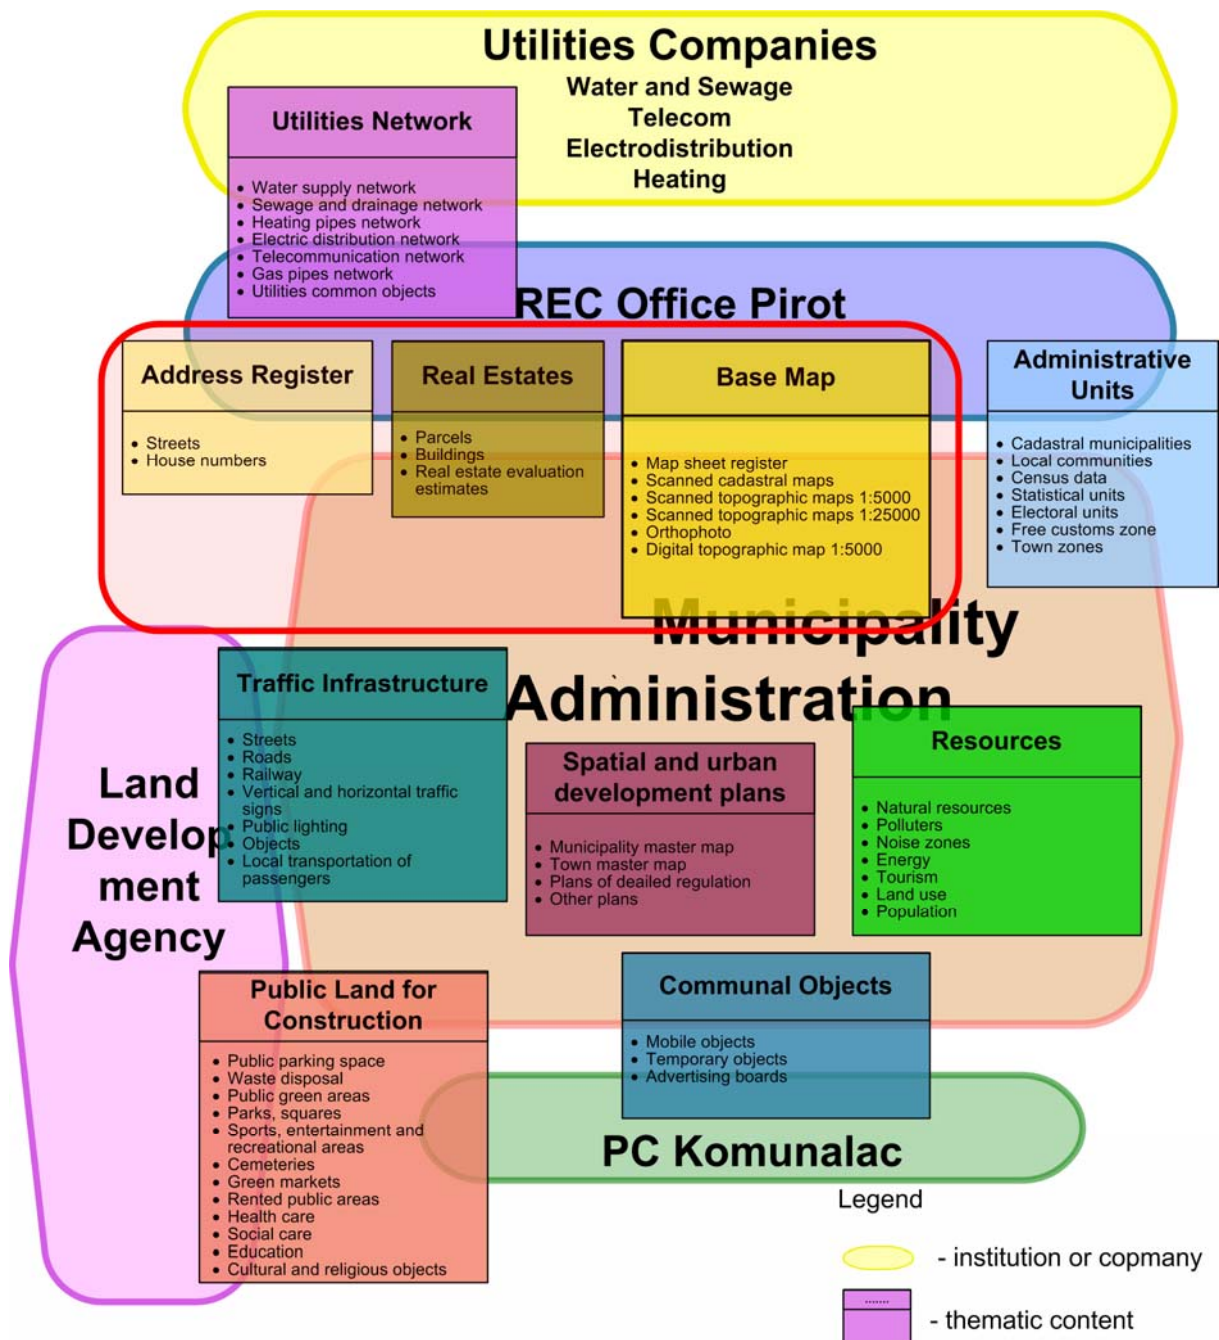 Utilities Companies
Water and Sewage
Telecom
Electrodistribution
Heating
Utilities Network
• Water supply network
• Sewage and drainage network
• Heating pipes network
• Electric distribution network
• Telecommunication network
• Gas pipes network
• Utilities common objects
REC Office Pirot
Address Register
• Streets
• House numbers
Real Estates
• Parcels
• Buildings
• Real estate evaluation
estimates
Base Map
• Map sheet register
• Scanned cadastral maps
• Scanned topographic maps 1:5000
• Scanned topographic maps 1:25000
• Orthophoto
• Digital topographic map 1:5000
Administrative
Units
• Cadastral municipalities
• Local communities
• Census data
• Statistical units
• Electoral units
• Free customs zone
• Town zones
Municipality
Administration
Traffic Infrastructure
• Streets
• Roads
• Railway
• Vertical and horizontal traffic
signs
• Public lighting
• Objects
• Local transportation of
passengers
Land
Develop
ment
Agency
Spatial and urban
development plans
• Municipality master map
• Town master map
• Plans of deailed regulation
• Other plans
Resources
• Natural resources
• Polluters
• Noise zones
• Energy
• Tourism
• Land use
• Population
Public Land for
Construction
• Public parking space
• Waste disposal
• Public green areas
• Parks, squares
• Sports, entertainment and
recreational areas
• Cemeteries
• Green markets
• Rented public areas
• Health care
• Social care
• Education
• Cultural and religious objects
Communal Objects
• Mobile objects
• Temporary objects
• Advertising boards
PC Komunalac
Legend
- institution or copmany
.......
- thematic content